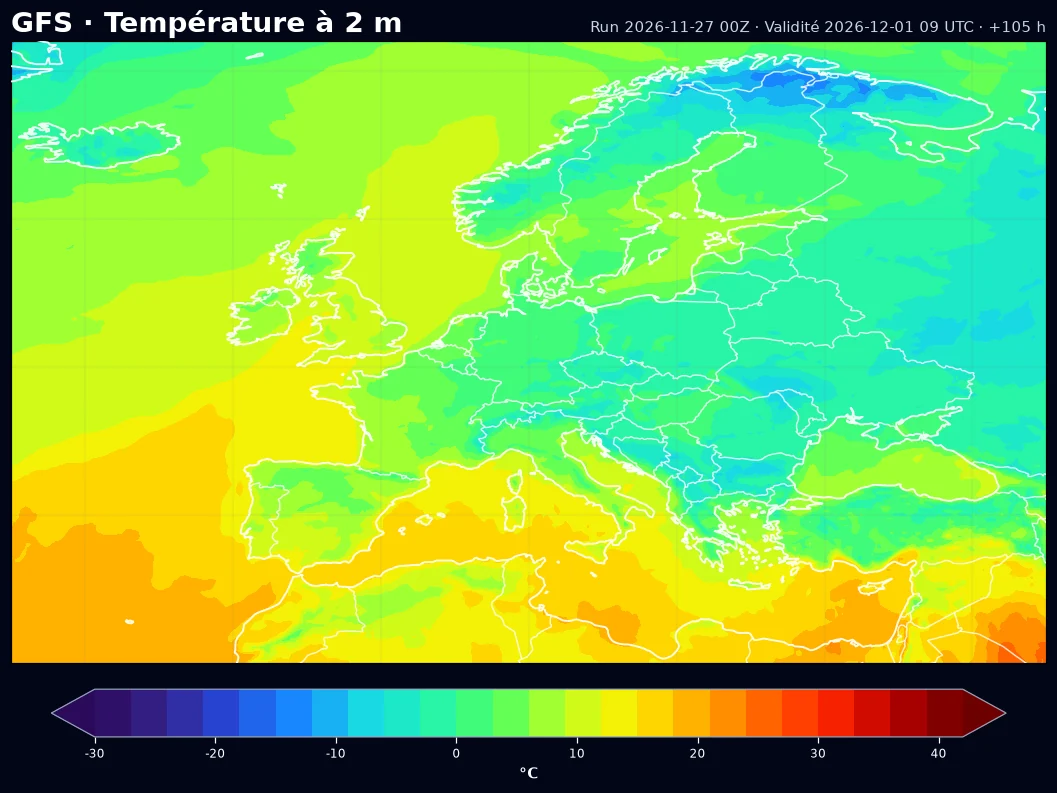 GFS · Température à 2 m
Run 2026-11-27 00Z · Validité 2026-12-01 09 UTC · +105 h
-30 -20 -10 0 10 20 30 40
°C